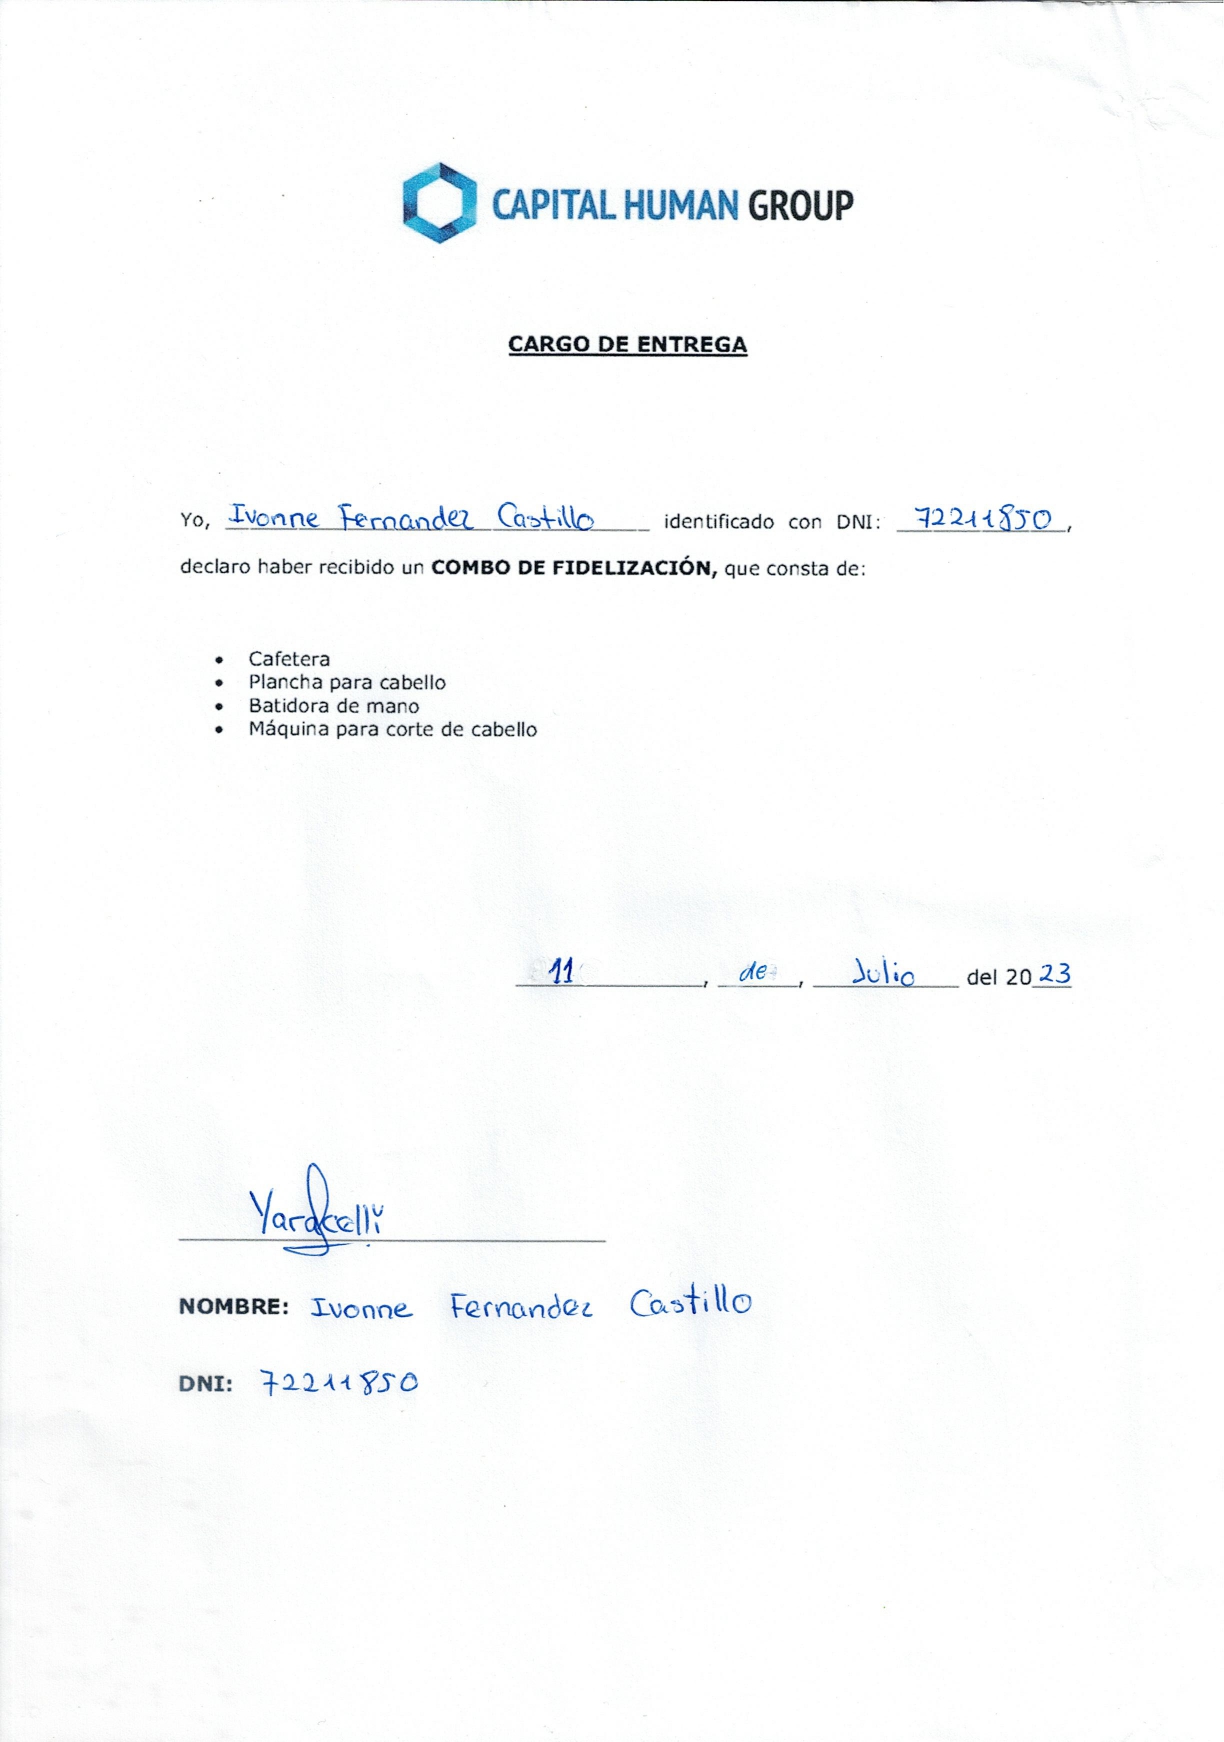 CAPITAL HUMAN GROUP
CARGO DE ENTREGA
Yo, Ivonne Fernandez Castillo identificado con DNI: 72211850,
declaro haber recibido un COMBO DE FIDELIZACIÓN, que consta de:
• Cafetera
• Plancha para cabello
• Batidora de mano
• Máquina para corte de cabello
11, de, Julio del 2023
Yaracelli
NOMBRE: Ivonne Fernandez Castillo
DNI: 72211850